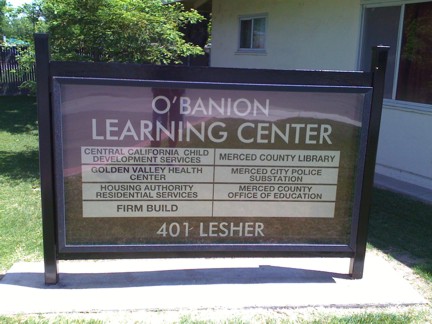 O'BANION
LEARNING CENTER
CENTRAL CALIFORNIA CHILD
DEVELOPMENT SERVICES
MERCED COUNTY LIBRARY
GOLDEN VALLEY HEALTH
CENTER
MERCED CITY POLICE
SUBSTATION
HOUSING AUTHORITY
RESIDENTIAL SERVICES
MERCED COUNTY
OFFICE OF EDUCATION
FIRM BUILD
401 LESHER